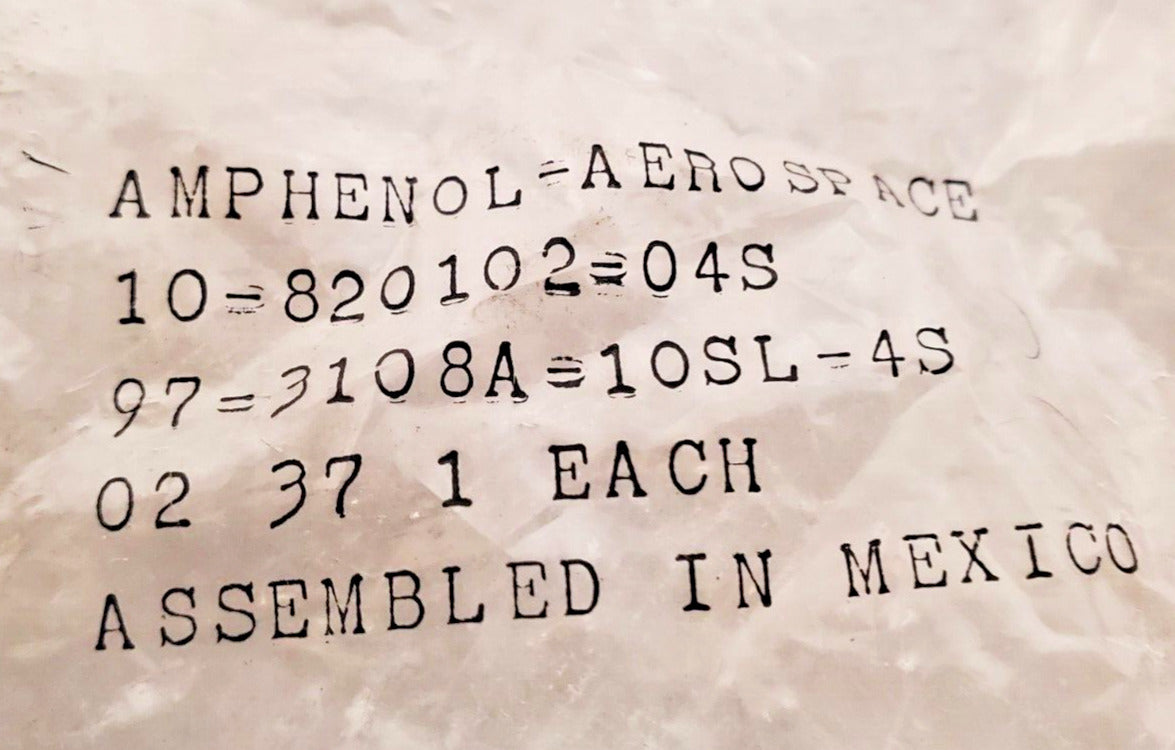 AMPHENOL=AEROSPACE
10=820102=04S
97=3108A=10SL-4S
02 37 1 EACH
ASSEMBLED IN MEXICO